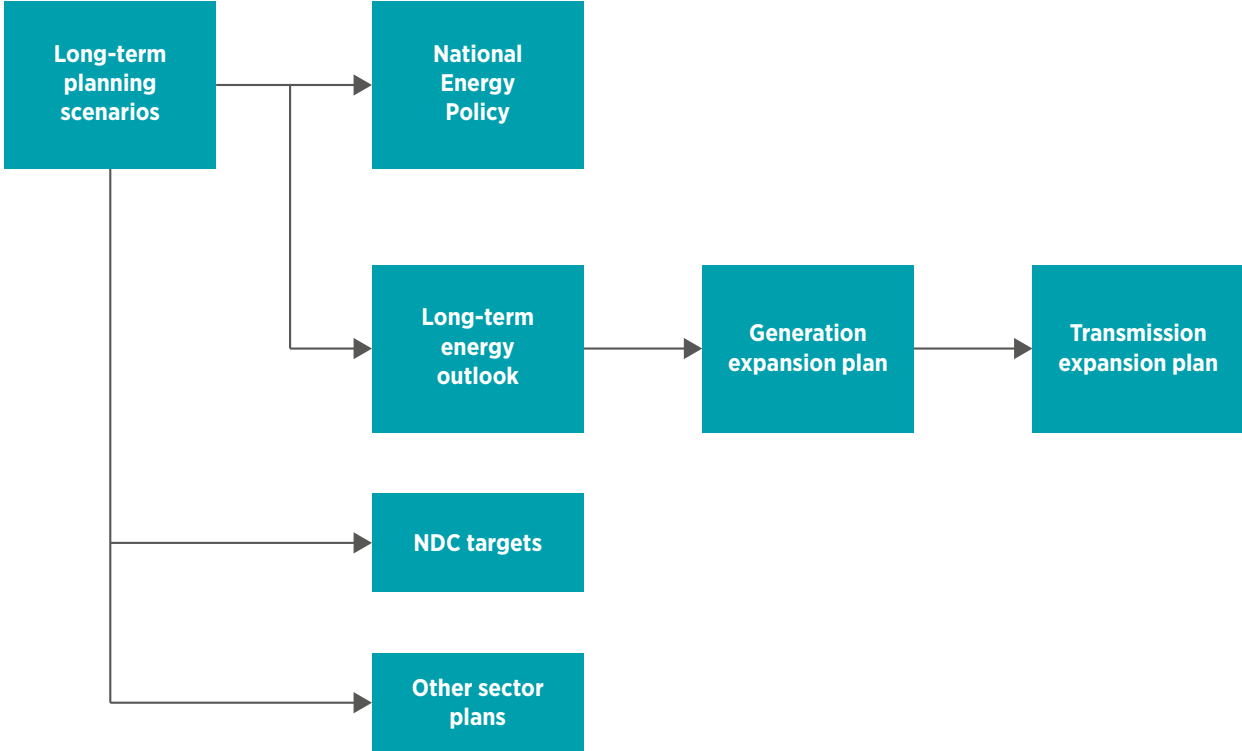 Long-term
planning
scenarios
National
Energy
Policy
Long-term
energy
outlook
Generation
expansion plan
Transmission
expansion plan
NDC targets
Other sector
plans